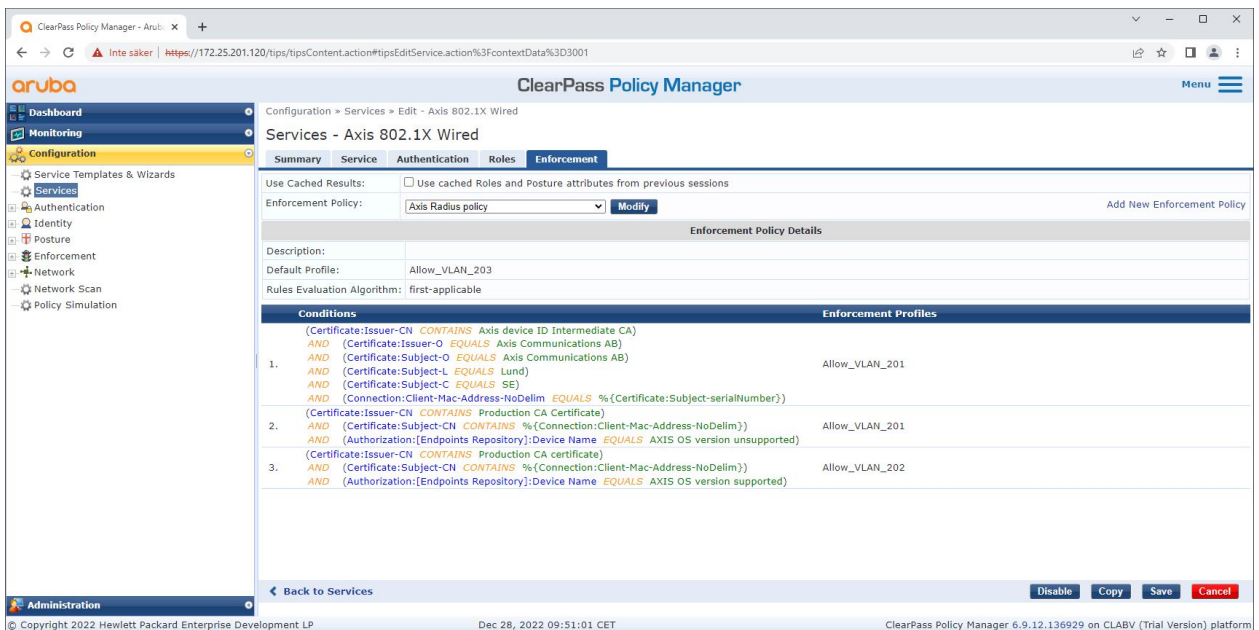 ClearPass Policy Manager - Arub
Inte säker | https://172.25.201.120/tips/tipsContent.action#tipsEditService.action%3FcontextData%3D3001
aruba
ClearPass Policy Manager
Menu
Dashboard
Monitoring
Configuration
Service Templates & Wizards
Services
Authentication
Identity
Posture
Enforcement
Network
Network Scan
Policy Simulation
Administration
Configuration » Services » Edit - Axis 802.1X Wired
Services - Axis 802.1X Wired
Summary Service Authentication Roles Enforcement
Use Cached Results: Use cached Roles and Posture attributes from previous sessions
Enforcement Policy: Axis Radius policy Modify Add New Enforcement Policy
Enforcement Policy Details
Description:
Default Profile: Allow_VLAN_203
Rules Evaluation Algorithm: first-applicable
Conditions Enforcement Profiles
(Certificate:Issuer-CN CONTAINS Axis device ID Intermediate CA)
AND (Certificate:Issuer-O EQUALS Axis Communications AB)
AND (Certificate:Subject-O EQUALS Axis Communications AB)
1. AND (Certificate:Subject-L EQUALS Lund) Allow_VLAN_201
AND (Certificate:Subject-C EQUALS SE)
AND (Connection:Client-Mac-Address-NoDelim EQUALS %{Certificate:Subject-serialNumber})
(Certificate:Issuer-CN CONTAINS Production CA Certificate)
2. AND (Certificate:Subject-CN CONTAINS %{Connection:Client-Mac-Address-NoDelim}) Allow_VLAN_201
AND (Authorization:[Endpoints Repository]:Device Name EQUALS AXIS OS version unsupported)
(Certificate:Issuer-CN CONTAINS Production CA certificate)
3. AND (Certificate:Subject-CN CONTAINS %{Connection:Client-Mac-Address-NoDelim}) Allow_VLAN_202
AND (Authorization:[Endpoints Repository]:Device Name EQUALS AXIS OS version supported)
Back to Services Disable Copy Save Cancel
© Copyright 2022 Hewlett Packard Enterprise Development LP Dec 28, 2022 09:51:01 CET ClearPass Policy Manager 6.9.12.136929 on CLABV (Trial Version) platform